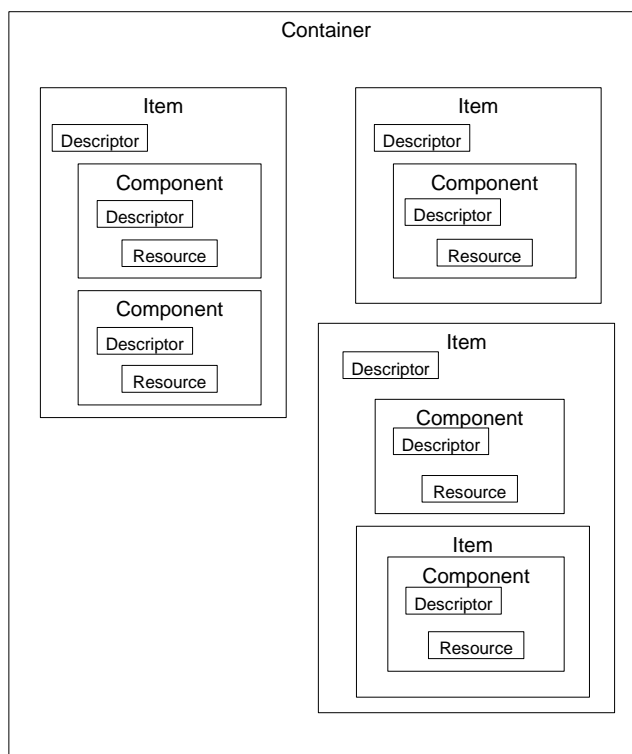 Container
Item
Descriptor
Component
Descriptor
Resource
Component
Descriptor
Resource
Item
Descriptor
Component
Descriptor
Resource
Item
Descriptor
Component
Descriptor
Resource
Item
Component
Descriptor
Resource